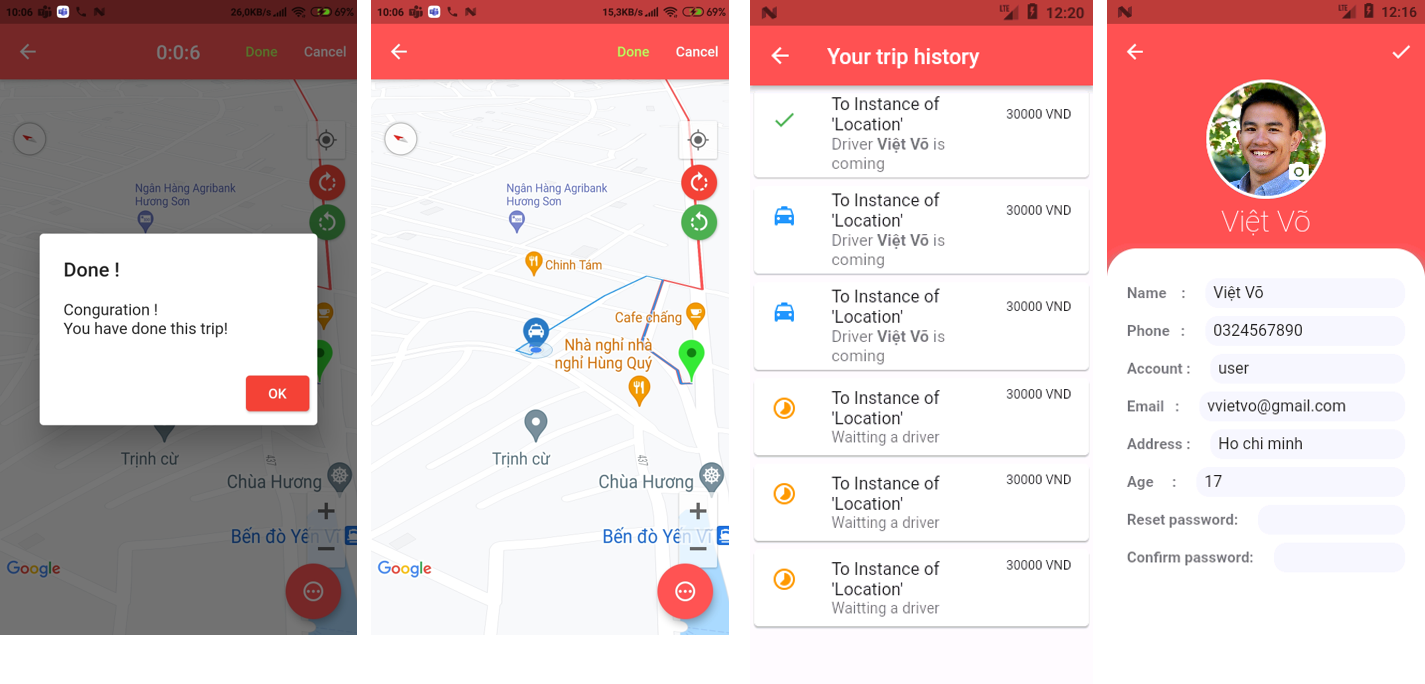 10:06 26,0KB/s 69%
0:0:6 Done Cancel
Ngân Hàng Agribank
Hương Sơn
Done !
Conguration !
You have done this trip!
OK
Trịnh cừ
Chùa Hương
Bến đò Yến Vĩ
Google
10:06 15,3KB/s 69%
Done Cancel
Ngân Hàng Agribank
Hương Sơn
Chinh Tám
Cafe chấng
Nhà nghỉ nhà
nghỉ Hùng Quý
Trịnh cừ
Chùa Hương
Bến đò Yến Vĩ
Google
LTE 12:20
Your trip history
To Instance of
'Location'
30000 VND
Driver Việt Võ is
coming
To Instance of
'Location'
30000 VND
Driver Việt Võ is
coming
To Instance of
'Location'
30000 VND
Driver Việt Võ is
coming
To Instance of
'Location'
30000 VND
Waitting a driver
To Instance of
'Location'
30000 VND
Waitting a driver
To Instance of
'Location'
30000 VND
Waitting a driver
LTE 12:16
Việt Võ
Name : Việt Võ
Phone : 0324567890
Account : user
Email : vvietvo@gmail.com
Address : Ho chi minh
Age : 17
Reset password:
Confirm password: